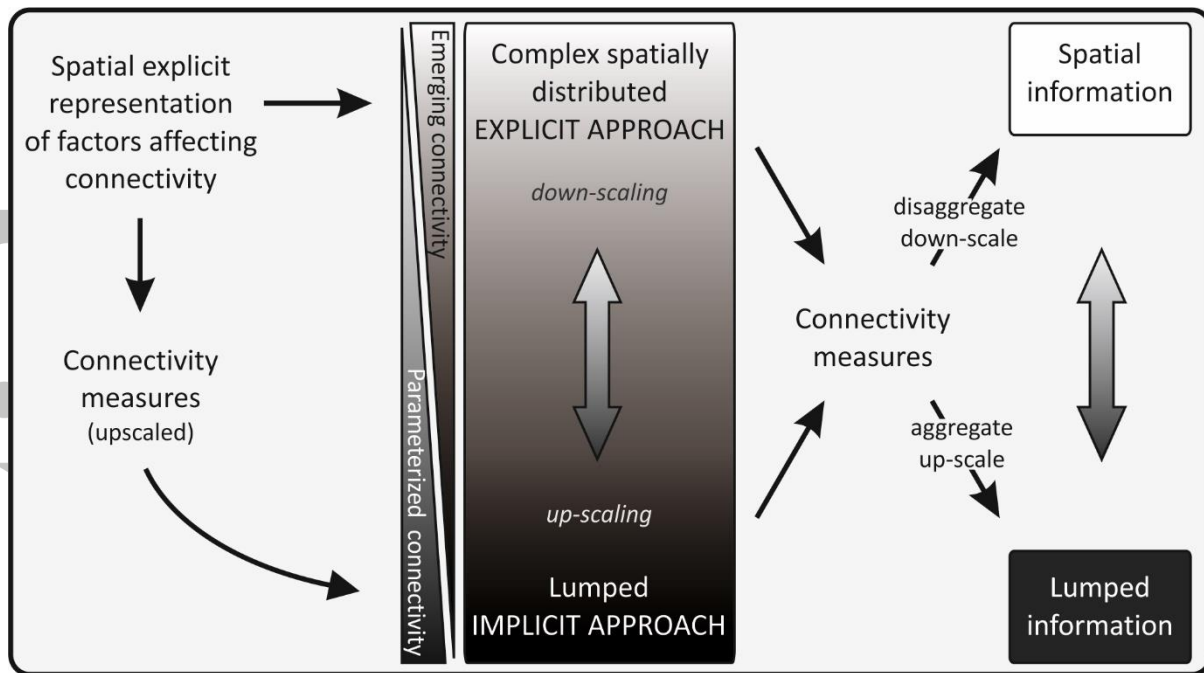 Spatial explicit
representation
of factors affecting
connectivity
Connectivity
measures
(upscaled)
Emerging connectivity
Parameterized connectivity
Complex spatially
distributed
EXPLICIT APPROACH
down-scaling
up-scaling
Lumped
IMPLICIT APPROACH
Connectivity
measures
disaggregate
down-scale
aggregate
up-scale
Spatial
information
Lumped
information